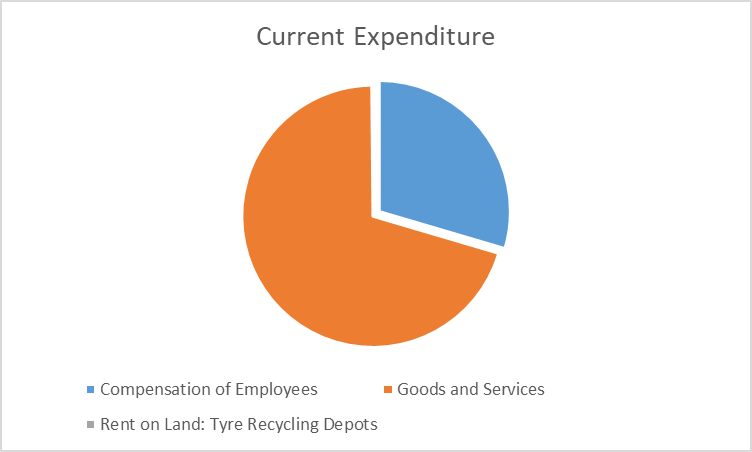 Current Expenditure
Compensation of Employees
Goods and Services
Rent on Land: Tyre Recycling Depots